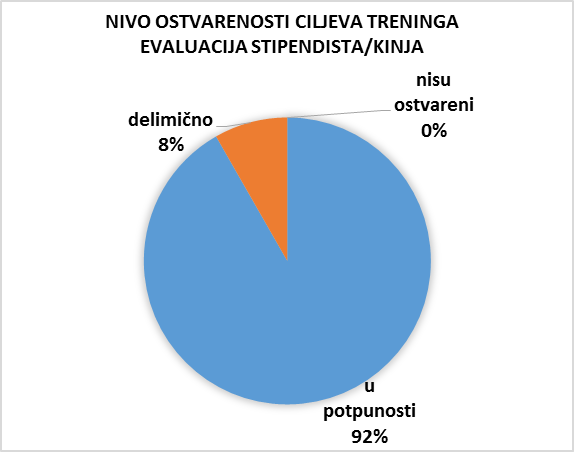 NIVO OSTVARENOSTI CILJEVA TRENINGA
EVALUACIJA STIPENDISTA/KINJA
nisu
ostvareni
0%
delimično
8%
u
potpunosti
92%